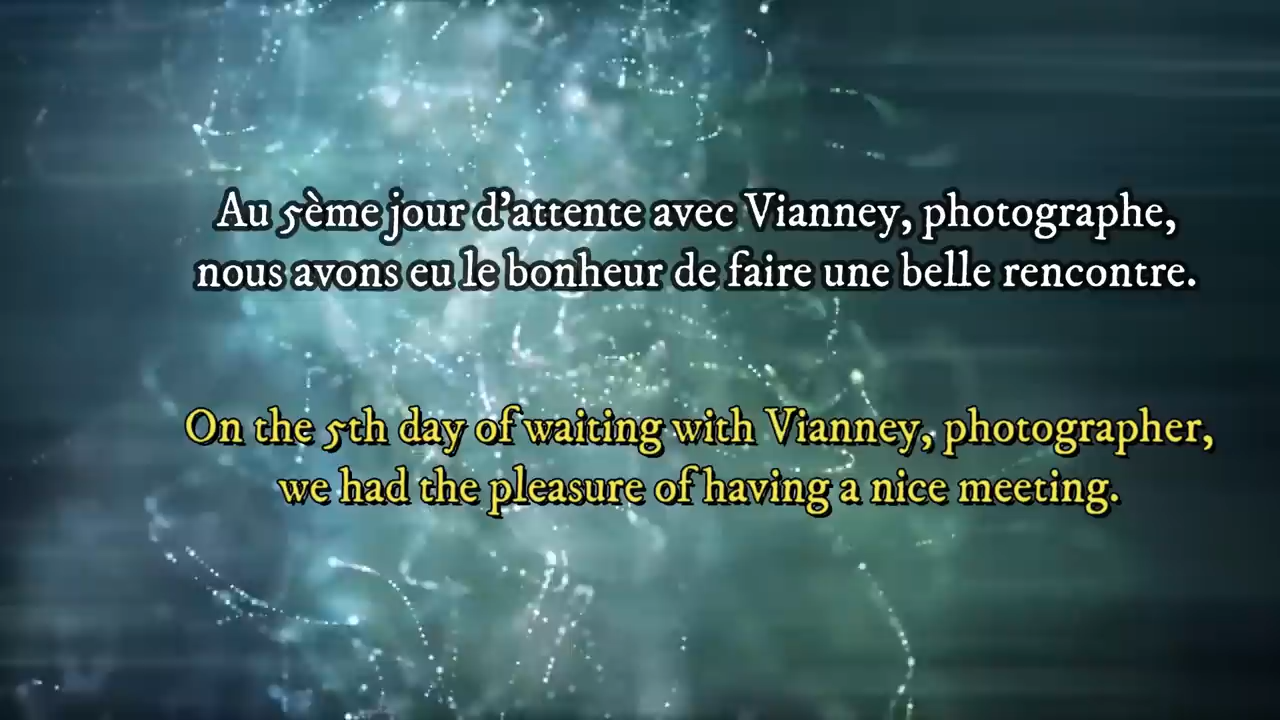 Au 5ème jour d’attente avec Vianney, photographe,
nous avons eu le bonheur de faire une belle rencontre.
On the 5th day of waiting with Vianney, photographer,
we had the pleasure of having a nice meeting.